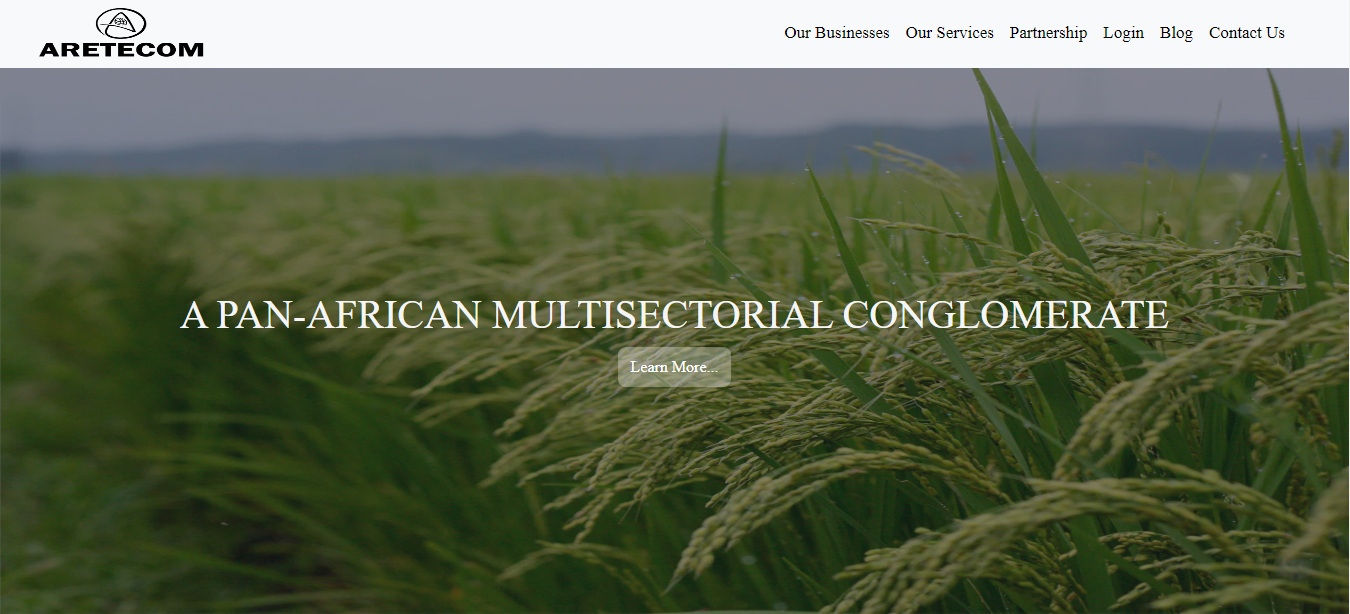 ARETECOM
Our Businesses Our Services Partnership Login Blog Contact Us
A PAN-AFRICAN MULTISECTORIAL CONGLOMERATE
Learn More...